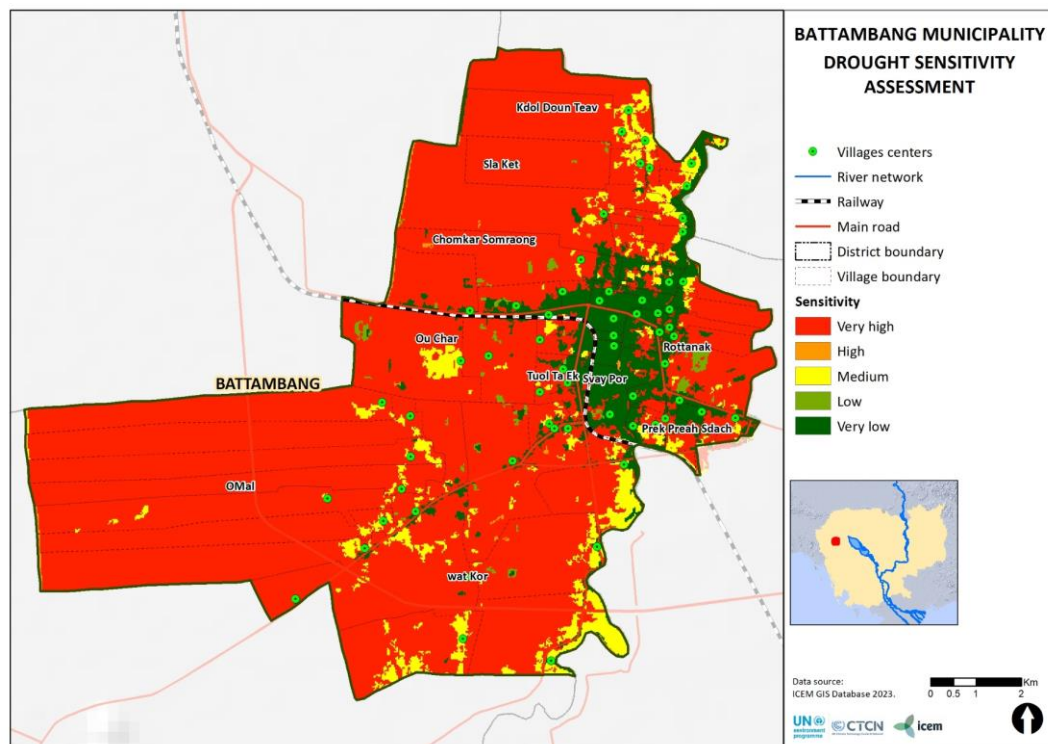 BATTAMBANG MUNICIPALITY
DROUGHT SENSITIVITY
ASSESSMENT
Villages centers
River network
Railway
Main road
District boundary
Village boundary
Sensitivity
Very high
High
Medium
Low
Very low
Kdol Doun Teav
Sla Ket
Chomkar Somraong
Ou Char
Rottanak
Tuol Ta Ek
Svay Por
BATTAMBANG
Prek Preah Sdach
OMal
wat Kor
Data source:
ICEM GIS Database 2023.
Km
0 0.5 1 2
UN
environment
programme
CTCN
icem